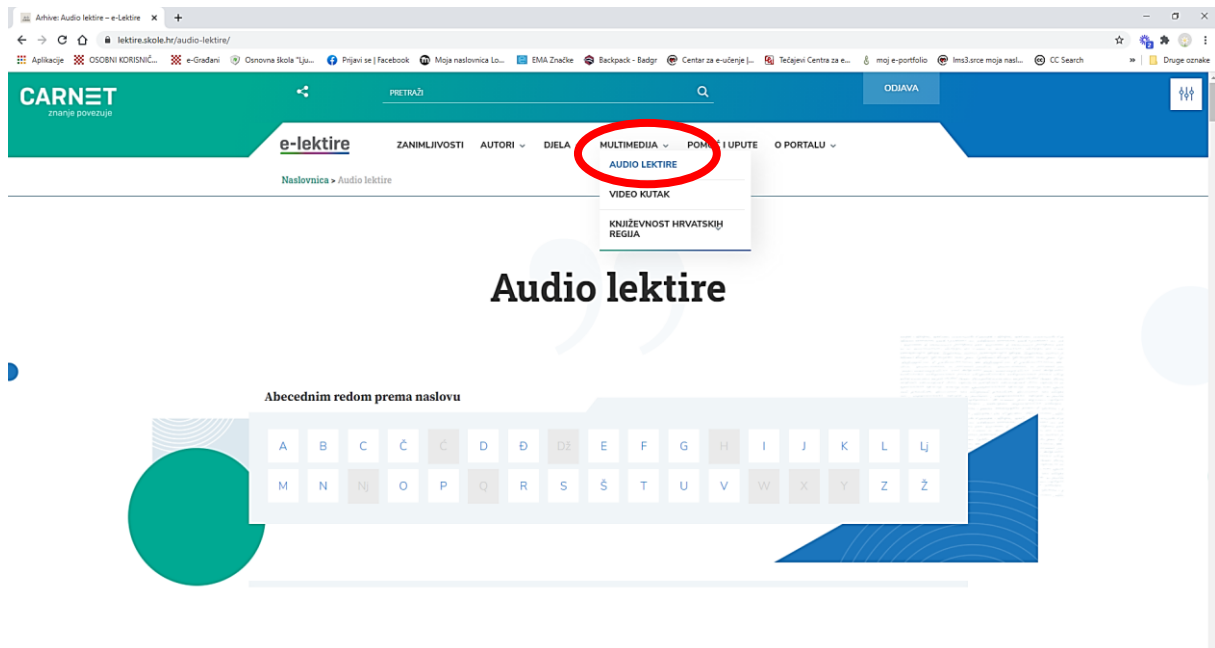 Arhive: Audio lektire – e-Lektire
lektire.skole.hr/audio-lektire/
Aplikacije OSOBNI KORISNIČ... e-Građani Osnovna škola "Lju... Prijavi se | Facebook Moja naslovnica Lo... EMA Značke Backpack - Badgr Centar za e-učenje |... Tečajevi Centra za e... moj e-portfolio lms3.srce moja nasl... CC Search » Druge oznake
CARNET
znanje povezuje
PRETRAŽI
ODJAVA
e-lektire ZANIMLJIVOSTI AUTORI DJELA MULTIMEDIJA POMOĆ I UPUTE O PORTALU
AUDIO LEKTIRE
Naslovnica » Audio lektire
VIDEO KUTAK
KNJIŽEVNOST HRVATSKIH
REGIJA
Audio lektire
Abecednim redom prema naslovu
A B C Č Ć D Đ Dž E F G H I J K L Lj
M N Nj O P Q R S Š T U V W X Y Z Ž